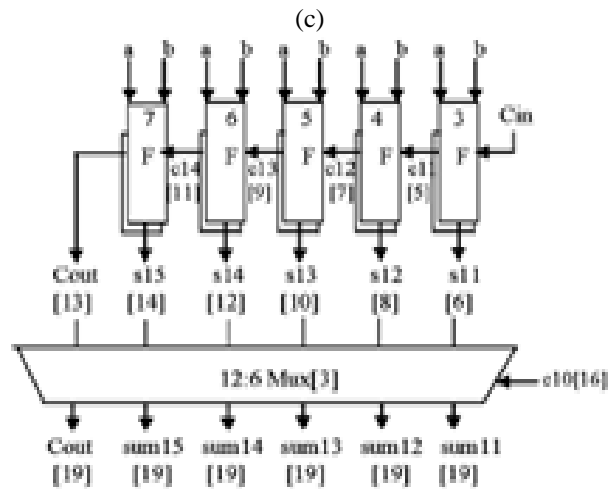 (c)
a b a b a b a b a b
7 6 5 4 3 Cin
F F F F F
c14 c13 c12 c11
[11] [9] [7] [5]
Cout s15 s14 s13 s12 s11
[13] [14] [12] [10] [8] [6]
12:6 Mux[3] c10[16]
Cout sum15 sum14 sum13 sum12 sum11
[19] [19] [19] [19] [19] [19]